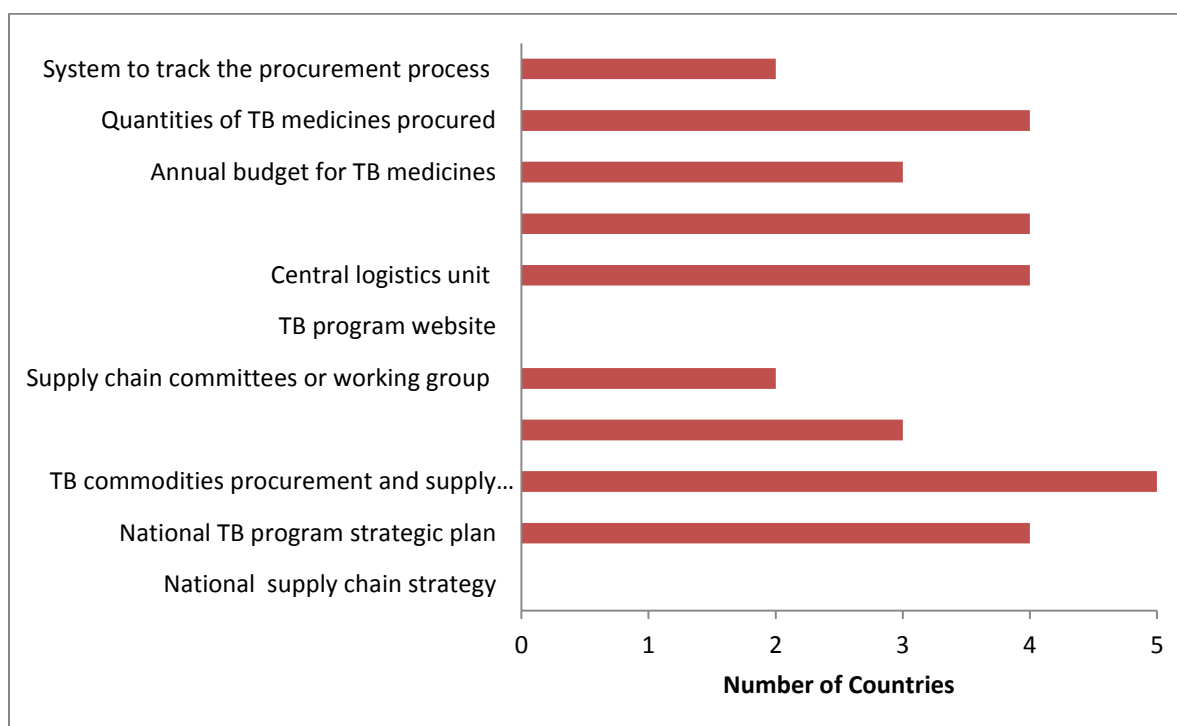 System to track the procurement process
Quantities of TB medicines procured
Annual budget for TB medicines
Central logistics unit
TB program website
Supply chain committees or working group
TB commodities procurement and supply…
National TB program strategic plan
National  supply chain strategy
0 1 2 3 4 5
Number of Countries